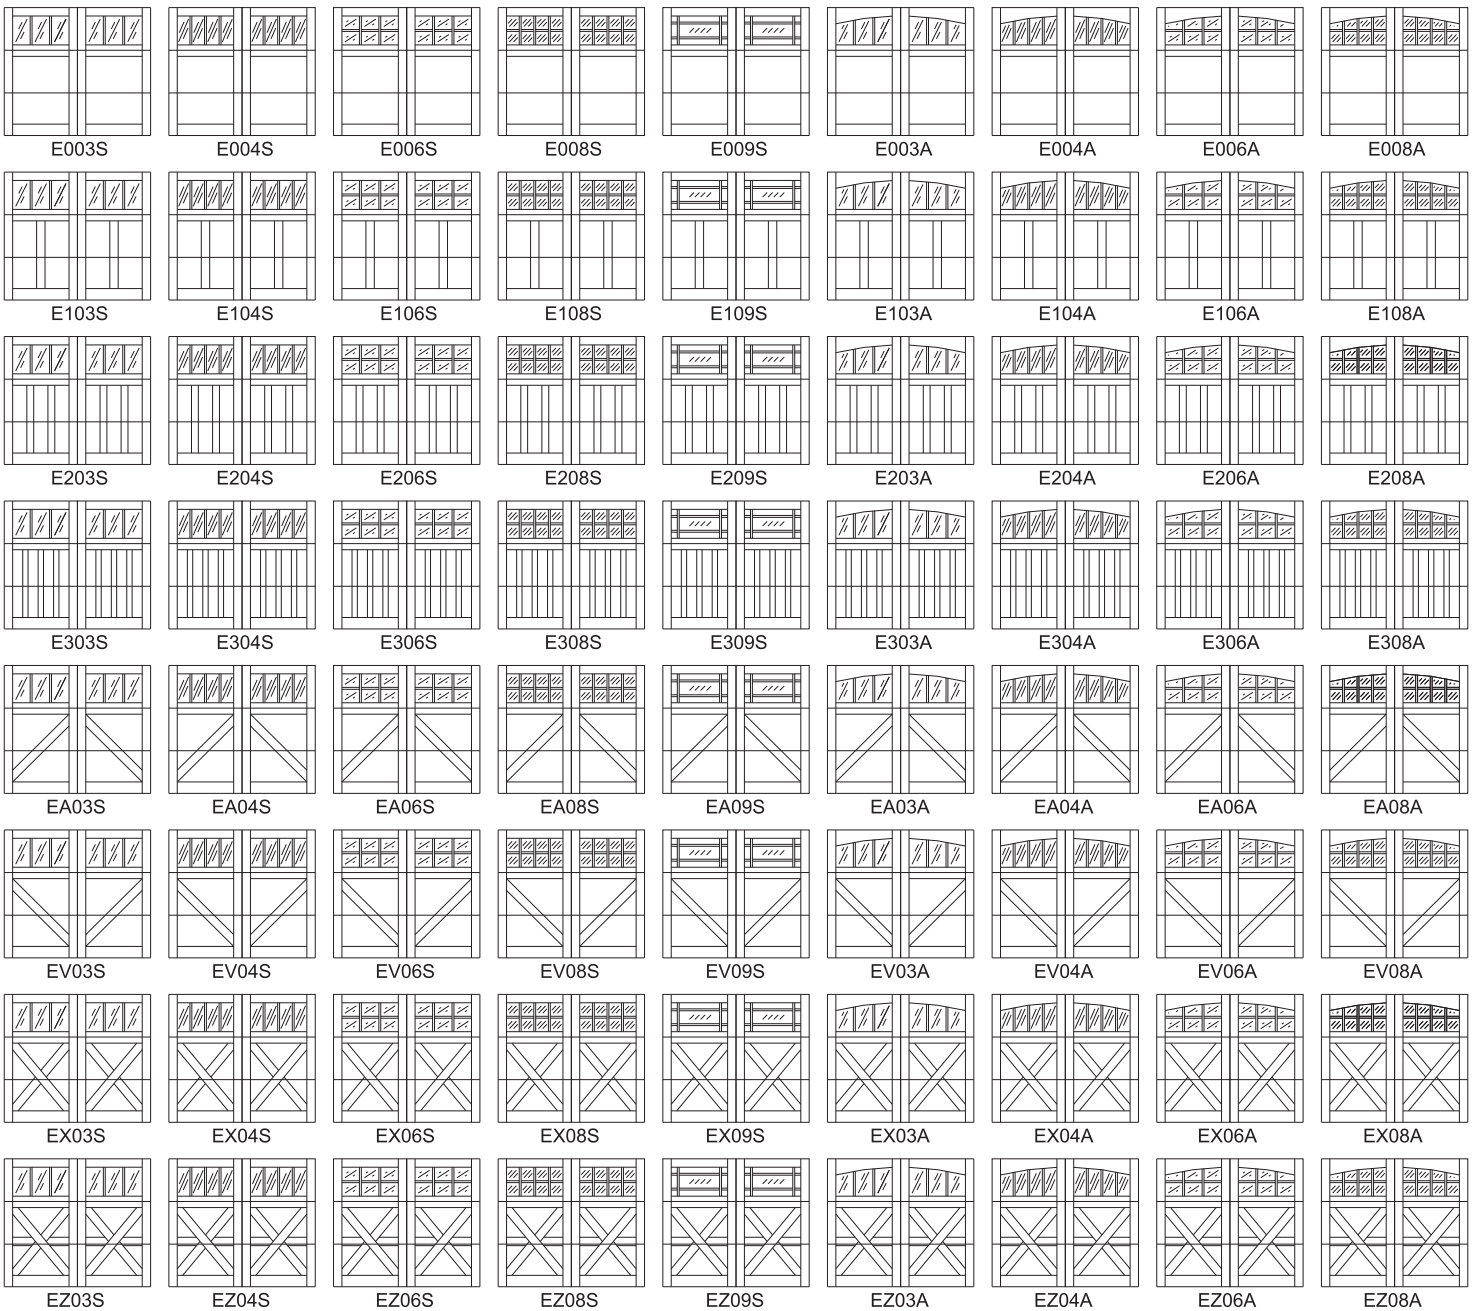 E003S E004S E006S E008S E009S E003A E004A E006A E008A
E103S E104S E106S E108S E109S E103A E104A E106A E108A
E203S E204S E206S E208S E209S E203A E204A E206A E208A
E303S E304S E306S E308S E309S E303A E304A E306A E308A
EA03S EA04S EA06S EA08S EA09S EA03A EA04A EA06A EA08A
EV03S EV04S EV06S EV08S EV09S EV03A EV04A EV06A EV08A
EX03S EX04S EX06S EX08S EX09S EX03A EX04A EX06A EX08A
EZ03S EZ04S EZ06S EZ08S EZ09S EZ03A EZ04A EZ06A EZ08A